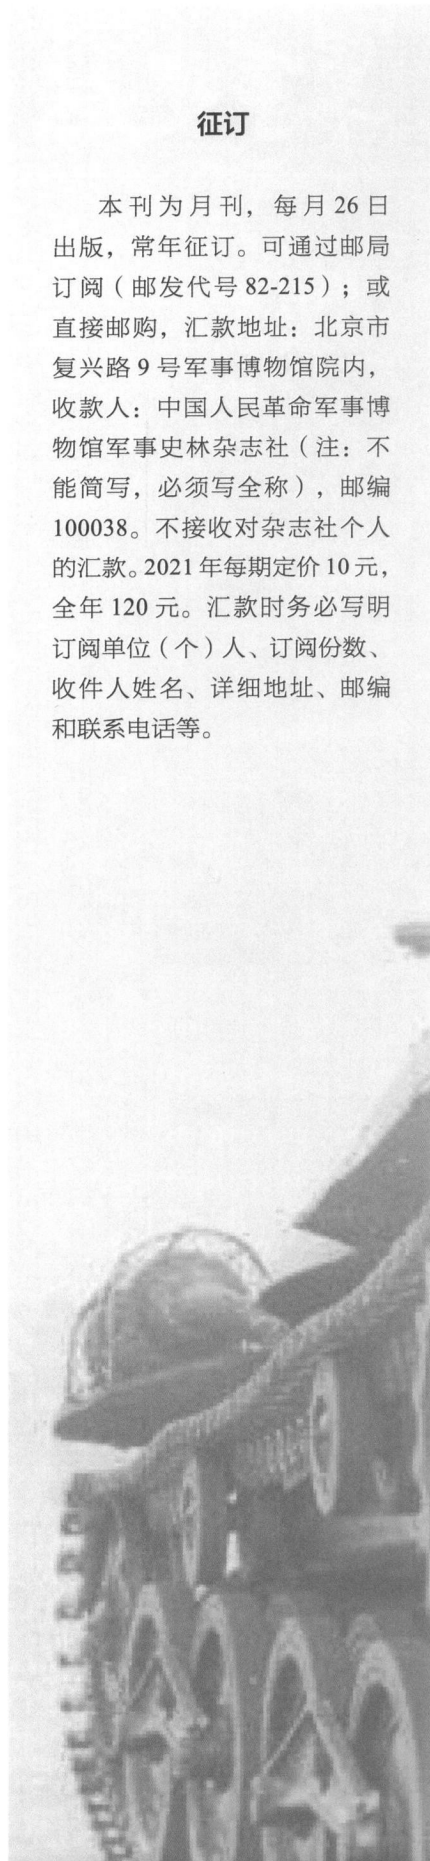 征订
本刊为月刊，每月26日
出版，常年征订。可通过邮局
订阅（邮发代号82-215）；或
直接邮购，汇款地址：北京市
复兴路9号军事博物馆院内，
收款人：中国人民革命军事博
物馆军事史林杂志社（注：不
能简写，必须写全称），邮编
100038。不接收对杂志社个人
的汇款。2021年每期定价10元，
全年120元。汇款时务必写明
订阅单位（个）人、订阅份数、
收件人姓名、详细地址、邮编
和联系电话等。